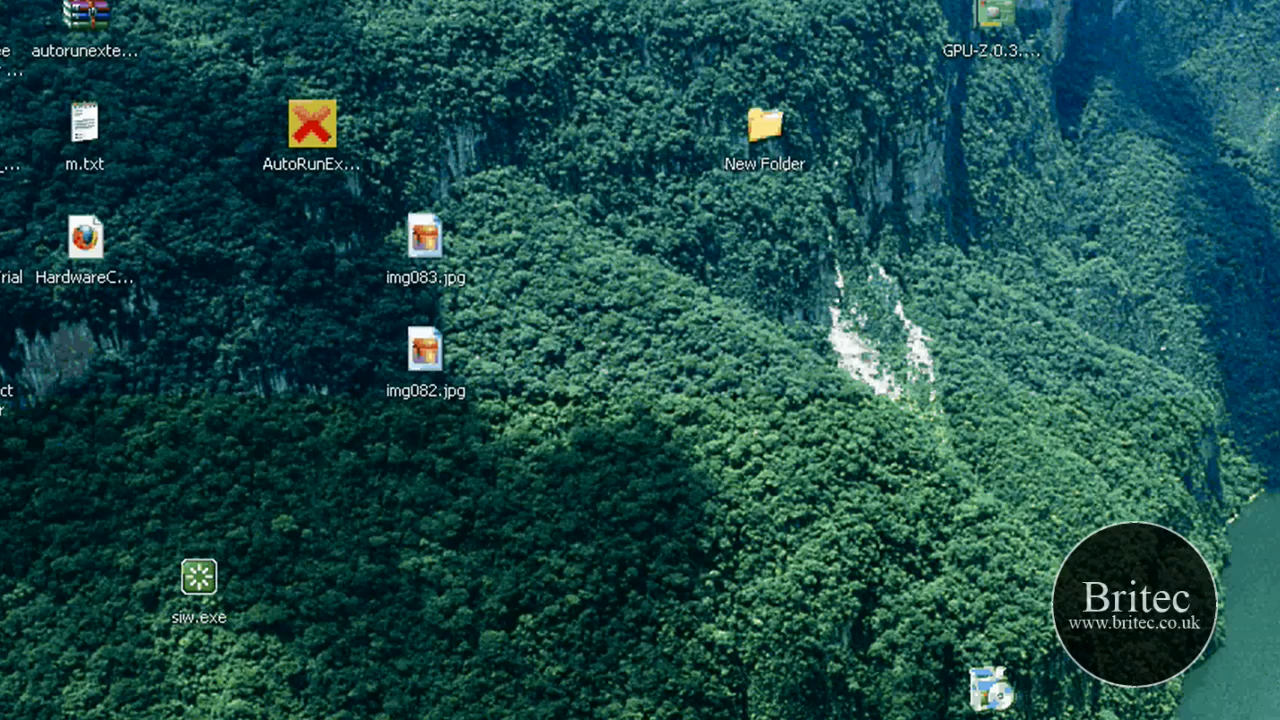 autorunexte...
GPU-Z.0.3....
m.txt
AutoRunEx...
New Folder
HardwareC...
img083.jpg
img082.jpg
siw.exe
Britec
www.britec.co.uk